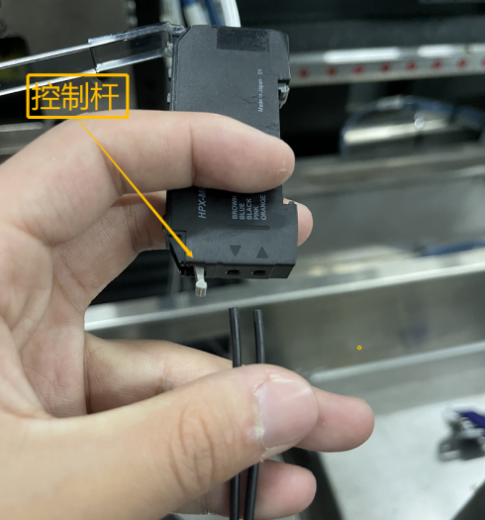 控制杆
Made in Japan
HPX-M
BROWN
BLUE
BLACK
PINK
ORANGE